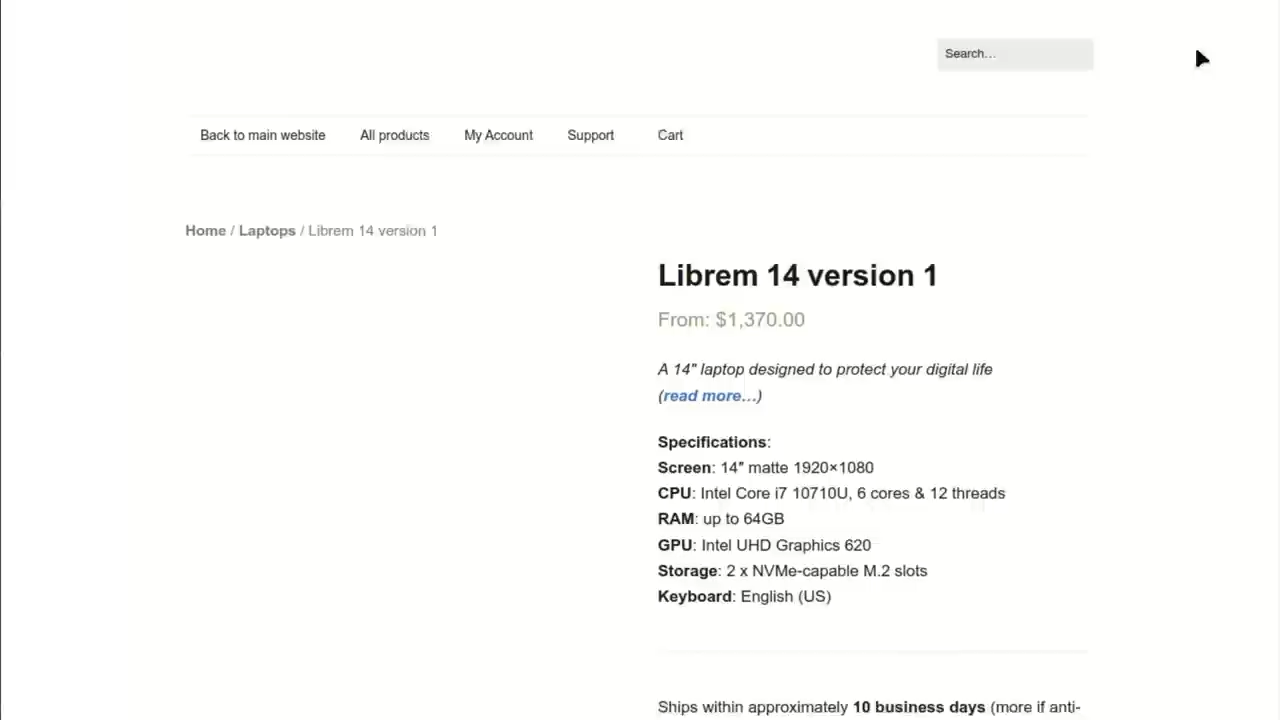 Search...
Back to main website All products My Account Support Cart
Home / Laptops / Librem 14 version 1
Librem 14 version 1
From: $1,370.00
A 14" laptop designed to protect your digital life
(read more…)
Specifications:
Screen: 14″ matte 1920×1080
CPU: Intel Core i7 10710U, 6 cores & 12 threads
RAM: up to 64GB
GPU: Intel UHD Graphics 620
Storage: 2 x NVMe-capable M.2 slots
Keyboard: English (US)
Ships within approximately 10 business days (more if anti-